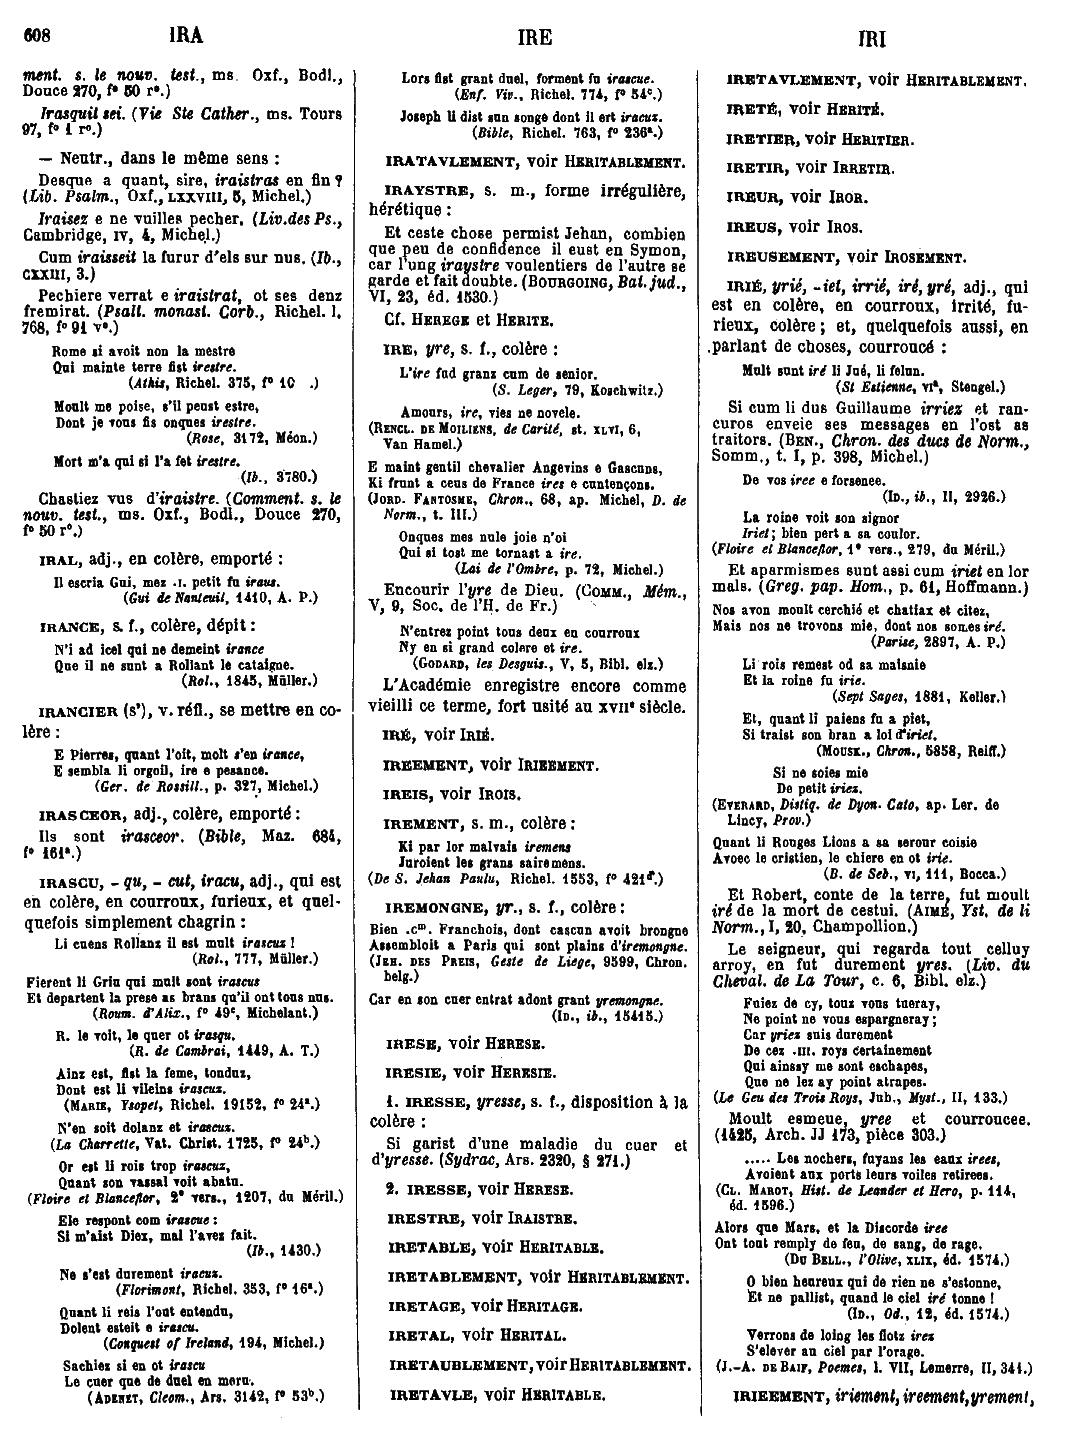 608 IRA IRE IRI
ment. s. le nouv. test., ms. Oxf., Bodl.,
Douce 270, f° 50 r°.)
Irasquil sei. (Vie Ste Cather., ms. Tours
97, f° 1 r°.)
— Neutr., dans le même sens :
Desque a quant, sire, iraistras en fin ?
(Lib. Psalm., Oxf., LXXVIII, 5, Michel.)
Iraisez e ne vuilles pecher. (Liv. des Ps.,
Cambridge, IV, 4, Michel.)
Cum iraisseit la furur d'els sur nus. (Ib.,
CXXIII, 3.)
Pechiere verrat e iraistrat, ot ses denz
fremirat. (Psalt. monast. Corb., Richel. l.
768, f° 91 v°.)
Rome si avoit non la mestre
Qui mainte terre fist irestre.
(Athis, Richel. 375, f° 10 .)
Moult me poise, s'il peust estre,
Dont je vous fis onques irestre.
(Rose, 3172, Méon.)
Mort m'a qui si l'a fet irestre.
(Ib., 3780.)
Chastiez vus d'iraistre. (Comment. s. le
nouv. test., ms. Oxf., Bodl., Douce 270,
f° 50 r°.)
IRAL, adj., en colère, emporté :
Il escria Gui, mez .I. petit fu iraus.
(Gui de Nanteuil, 1410, A. P.)
IRANCE, s. f., colère, dépit :
N'i ad icel qui ne demeint irance
Que il ne sunt a Rollant le cataigne.
(Rol., 1845, Müller.)
IRANCIER (s'), v. réfl., se mettre en co-
lère :
E Pierres, quant l'oit, molt s'en irance,
E sembla li orgoil, ire e pesance.
(Ger. de Rossill., p. 327, Michel.)
IRASCEOR, adj., colère, emporté :
Ils sont irasceor. (Bible, Maz. 684,
f° 161ª.)
IRASCU, - qu, - cut, iracu, adj., qui est
en colère, en courroux, furieux, et quel-
quefois simplement chagrin :
Li cuens Rollanz il est mult irascuz !
(Rol., 777, Müller.)
Fierent li Griu qui mult sont irascus
Et departent la prese as brans qu'il ont tous nus.
(Roum. d'Alix., f° 49ᶜ, Michelant.)
R. le voit, le quer ot irasqu.
(R. de Cambrai, 1449, A. T.)
Ainz est, fist la feme, tonduz,
Dont est li vileins irascuz.
(MARIE, Ysopet, Richel. 19152, f° 24ª.)
N'en soit dolanz et irascuz.
(La Charrette, Vat. Christ. 1725, f° 24ᵇ.)
Or est li rois trop irascuz,
Quant son vassal voit abatu.
(Floire et Blanceflor, 2° vers., 1207, du Méril.)
Ele respont com irascue :
Si m'aist Diex, mal l'avez fait.
(Ib., 1430.)
Ne s'est durement iracuz.
(Florimont, Richel. 353, f° 16ª.)
Quant li reis l'out entendu,
Dolent esteit e irascu.
(Conquest of Ireland, 194, Michel.)
Sachiez si en ot irascu
Le cuer que de duel en moru.
(ADENET, Cleom., Ars. 3142, f° 53ᵇ.)
Lors fist grant duel, forment fu irascue.
(Enf. Viv., Richel. 774, f° 54ᶜ.)
Joseph li dist sun songe dont il ert iracuz.
(Bible, Richel. 763, f° 236ª.)
IRATAVLEMENT, voir HERITABLEMENT.
IRAYSTRE, s. m., forme irrégulière,
hérétique :
Et ceste chose permist Jehan, combien
que peu de confidence il eust en Symon,
car l'ung iraystre voulentiers de l'autre se
garde et fait doubte. (BOURGOING, Bat. jud.,
VI, 23, éd. 1530.)
Cf. HEREGE et HERITE.
IRE, yre, s. f., colère :
L'ire fud granz cum de senior.
(S. Leger, 79, Koschwitz.)
Amours, ire, vies ne novele.
(RENCL. DE MOILIENS, de Carité, st. XLVI, 6,
Van Hamel.)
E maint gentil chevalier Angevins e Gascuns,
Ki frunt a ceus de France ires e cuntençons.
(JORD. FANTOSME, Chron., 68, ap. Michel, D. de
Norm., t. III.)
Onques mes nule joie n'oi
Qui si tost me tornast a ire.
(Lai de l'Ombre, p. 72, Michel.)
Encourir l'yre de Dieu. (COMM., Mém.,
V, 9, Soc. de l'H. de Fr.)
N'entrez point tous deux en courroux
Ny en si grand colere et ire.
(GODARD, les Desguis., V, 5, Bibl. elz.)
L'Académie enregistre encore comme
vieilli ce terme, fort usité au XVIIᵉ siècle.
IRÉ, voir IRIÉ.
IREEMENT, voir IRIEEMENT.
IREIS, voir IROIS.
IREMENT, s. m., colère :
Ki par lor malvais iremens
Juroient les grans sairemens.
(De S. Jehan Paulu, Richel. 1553, f° 421ᵈ.)
IREMONGNE, yr., s. f., colère :
Bien .cᵐ. Franchois, dont cascun avoit brongne
Assembloit a Paris qui sont plains d'iremongne.
(JEH. DES PREIS, Geste de Liege, 9599, Chron.
belg.)
Car en son cuer entrat adont grant yremongne.
(ID., ib., 15415.)
IRESE, voir HERESE.
IRESIE, voir HERESIE.
1. IRESSE, yresse, s. f., disposition à la
colère :
Si garist d'une maladie du cuer et
d'yresse. (Sydrac, Ars. 2320, § 271.)
2. IRESSE, voir HERESE.
IRESTRE, voir IRAISTRE.
IRETABLE, voir HERITABLE.
IRETABLEMENT, voir HERITABLEMENT.
IRETAGE, voir HERITAGE.
IRETAL, voir HERITAL.
IRETAUBLEMENT, voir HERITABLEMENT.
IRETAVLE, voir HERITABLE.
IRETAVLEMENT, voir HERITABLEMENT.
IRETÉ, voir HERITÉ.
IRETIER, voir HERITIER.
IRETIR, voir IRRETIR.
IREUR, voir IROR.
IREUS, voir IROS.
IREUSEMENT, voir IROSEMENT.
IRIÉ, yrié, -iet, irrié, iré, yré, adj., qui
est en colère, en courroux, irrité, fu-
rieux, colère ; et, quelquefois aussi, en
parlant de choses, courroucé :
Mult sunt iré li Jué, li felun.
(St Estienne, VIª, Stengel.)
Si cum li dus Guillaume irriez et ran-
curos enveie ses messages en l'ost as
traitors. (BEN., Chron. des ducs de Norm.,
Somm., t. I, p. 398, Michel.)
De vos iree e forsenee.
(ID., ib., II, 2926.)
La roine voit son signor
Iriet ; bien pert a sa coulor.
(Floire et Blanceflor, 1° vers., 279, du Méril.)
Et aparmismes sunt assi cum iriet en lor
mals. (Greg. pap. Hom., p. 61, Hoffmann.)
Nos avon moult cerchié et chatiax et citez,
Mais nos ne trovons mie, dont nos somes iré.
(Parise, 2897, A. P.)
Li rois remest od sa maisnie
Et la roine fu irie.
(Sept Sages, 1881, Keller.)
Et, quant li paiens fu a piet,
Si traist son bran a loi d'iriet.
(MOUSK., Chron., 5858, Reiff.)
Si ne soies mie
De petit iriez.
(EVERARD, Distiq. de Dyon. Cato, ap. Ler. de
Lincy, Prov.)
Quant li Rouges Lions a sa serour coisie
Avoec le cristien, le chiere en ot irie.
(B. de Seb., VI, 111, Bocca.)
Et Robert, conte de la terre, fut moult
iré de la mort de cestui. (AIMÉ, Yst. de li
Norm., I, 20, Champollion.)
Le seigneur, qui regarda tout celluy
arroy, en fut durement yres. (Liv. du
Cheval. de La Tour, c. 6, Bibl. elz.)
Fuiez de cy, touz vous tueray,
Ne point ne vous espargneray ;
Car yriez suis durement
De cez .III. roys certainement
Qui ainssy me sont eschapes,
Que ne lez ay point atrapes.
(Le Geu des Trois Roys, Jub., Myst., II, 133.)
Moult esmeue, yree et courroucee.
(1425, Arch. JJ 173, pièce 303.)
..... Les nochers, fuyans les eaux irees,
Avoient aux ports leurs voiles retirees.
(CL. MAROT, Hist. de Leander et Hero, p. 114,
éd. 1596.)
Alors que Mars, et la Discorde iree
Ont tout remply de feu, de sang, de rage.
(DU BELL., l'Olive, XLIX, éd. 1574.)
O bien heureux qui de rien ne s'estonne,
Et ne pallist, quand le ciel iré tonne !
(ID., Od., 12, éd. 1574.)
Verrons de loing les flotz irez
S'elever au ciel par l'orage.
(J.-A. DE BAIF, Poemes, l. VII, Lemerre, II, 341.)
IRIEEMENT, iriement, ireement, yrement,